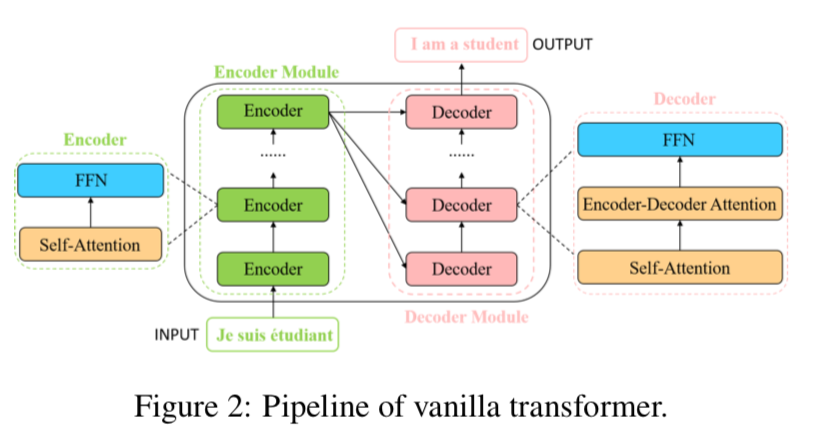 I am a student OUTPUT
Encoder Module
Decoder
Encoder
Encoder
Decoder
FFN
......
......
FFN
Encoder
Decoder
Encoder-Decoder Attention
Self-Attention
Encoder
Decoder
Self-Attention
Decoder Module
INPUT Je suis étudiant
Figure 2: Pipeline of vanilla transformer.